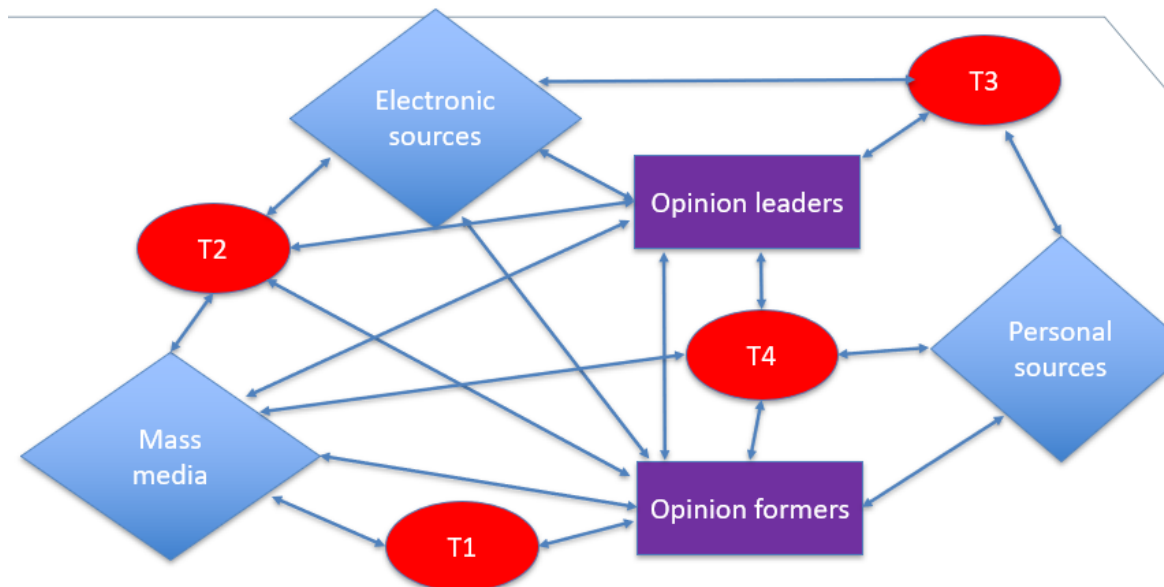 Electronic
sources
T3
Opinion leaders
T2
Personal
sources
T4
Mass
media
Opinion formers
T1